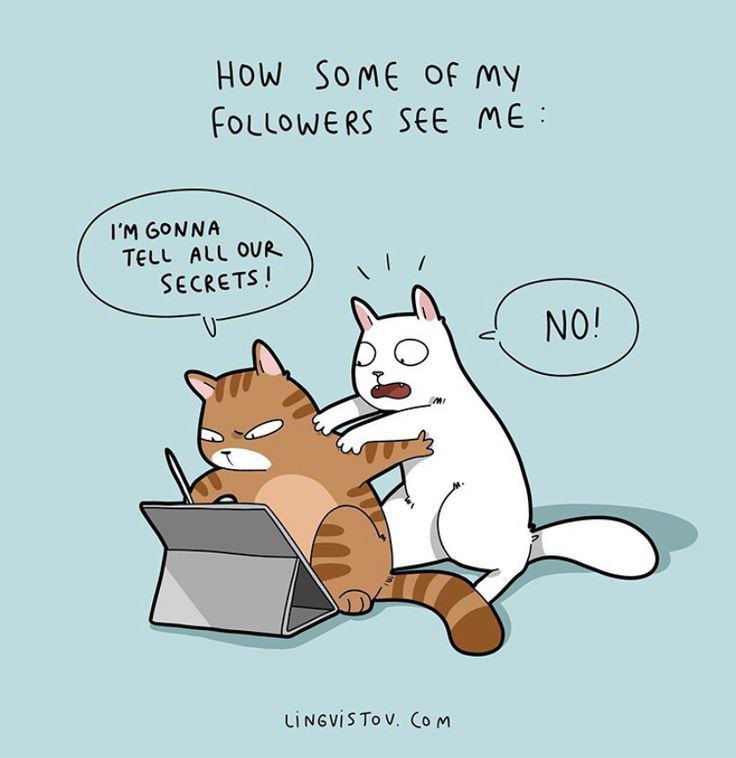 HOW SOME OF MY
FOLLOWERS SEE ME:
I'M GONNA
TELL ALL OUR
SECRETS!
NO!
LINGVISTOV.COM